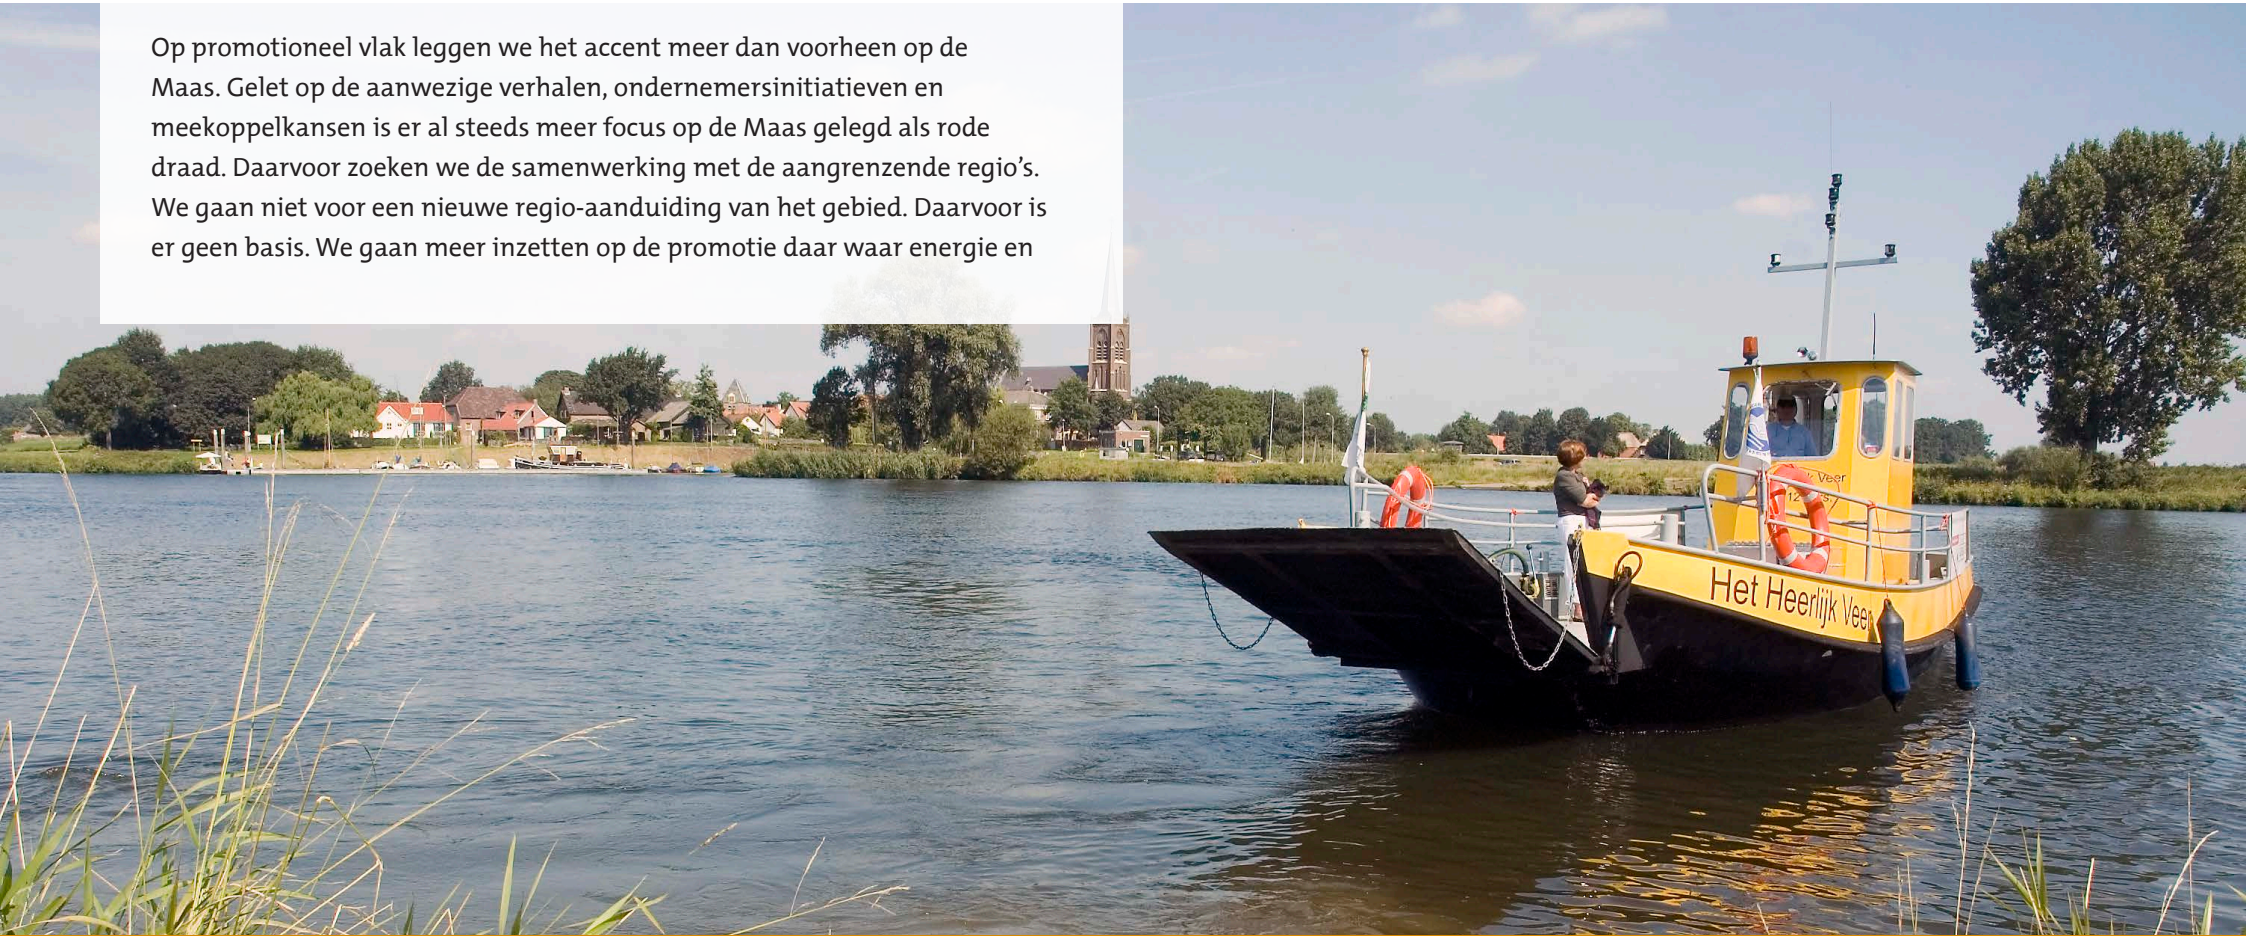 Op promotioneel vlak leggen we het accent meer dan voorheen op de
Maas. Gelet op de aanwezige verhalen, ondernemersinitiatieven en
meekoppelkansen is er al steeds meer focus op de Maas gelegd als rode
draad. Daarvoor zoeken we de samenwerking met de aangrenzende regio’s.
We gaan niet voor een nieuwe regio-aanduiding van het gebied. Daarvoor is
er geen basis. We gaan meer inzetten op de promotie daar waar energie en
Veer
12
Het Heerlijk Veer